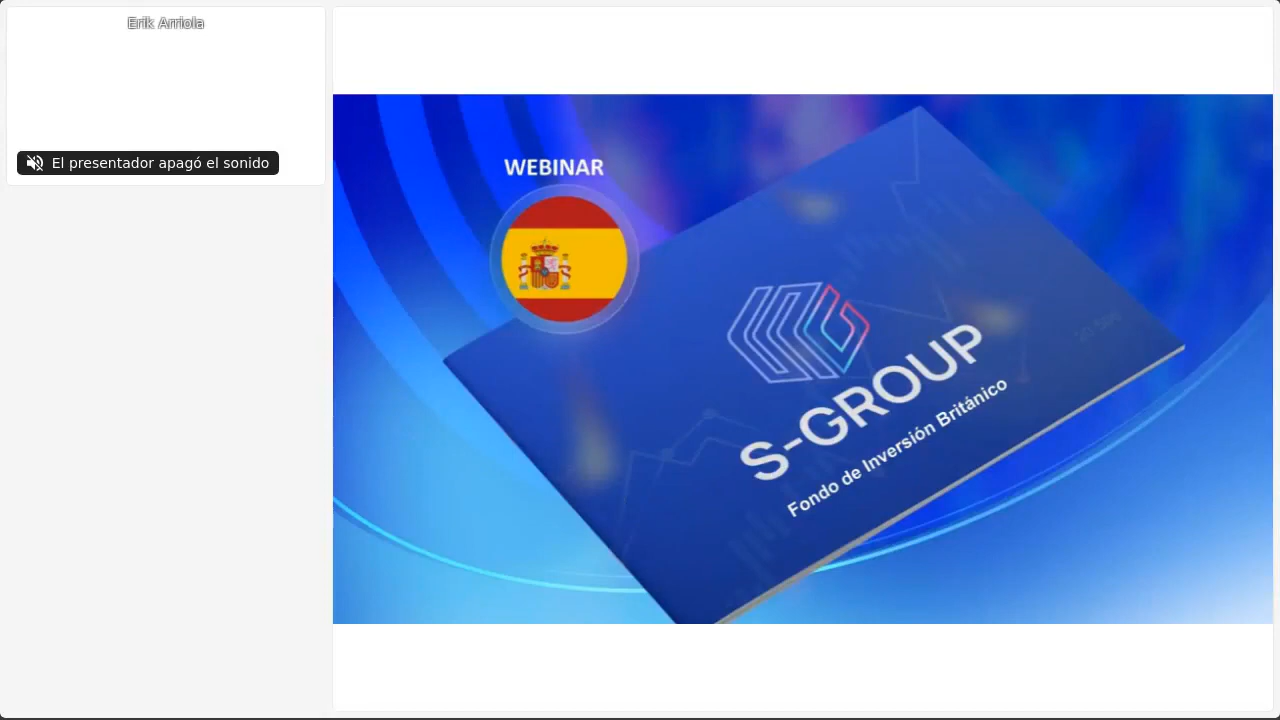 Erik Arriola
El presentador apagó el sonido
WEBINAR
S-GROUP
Fondo de Inversión Británico